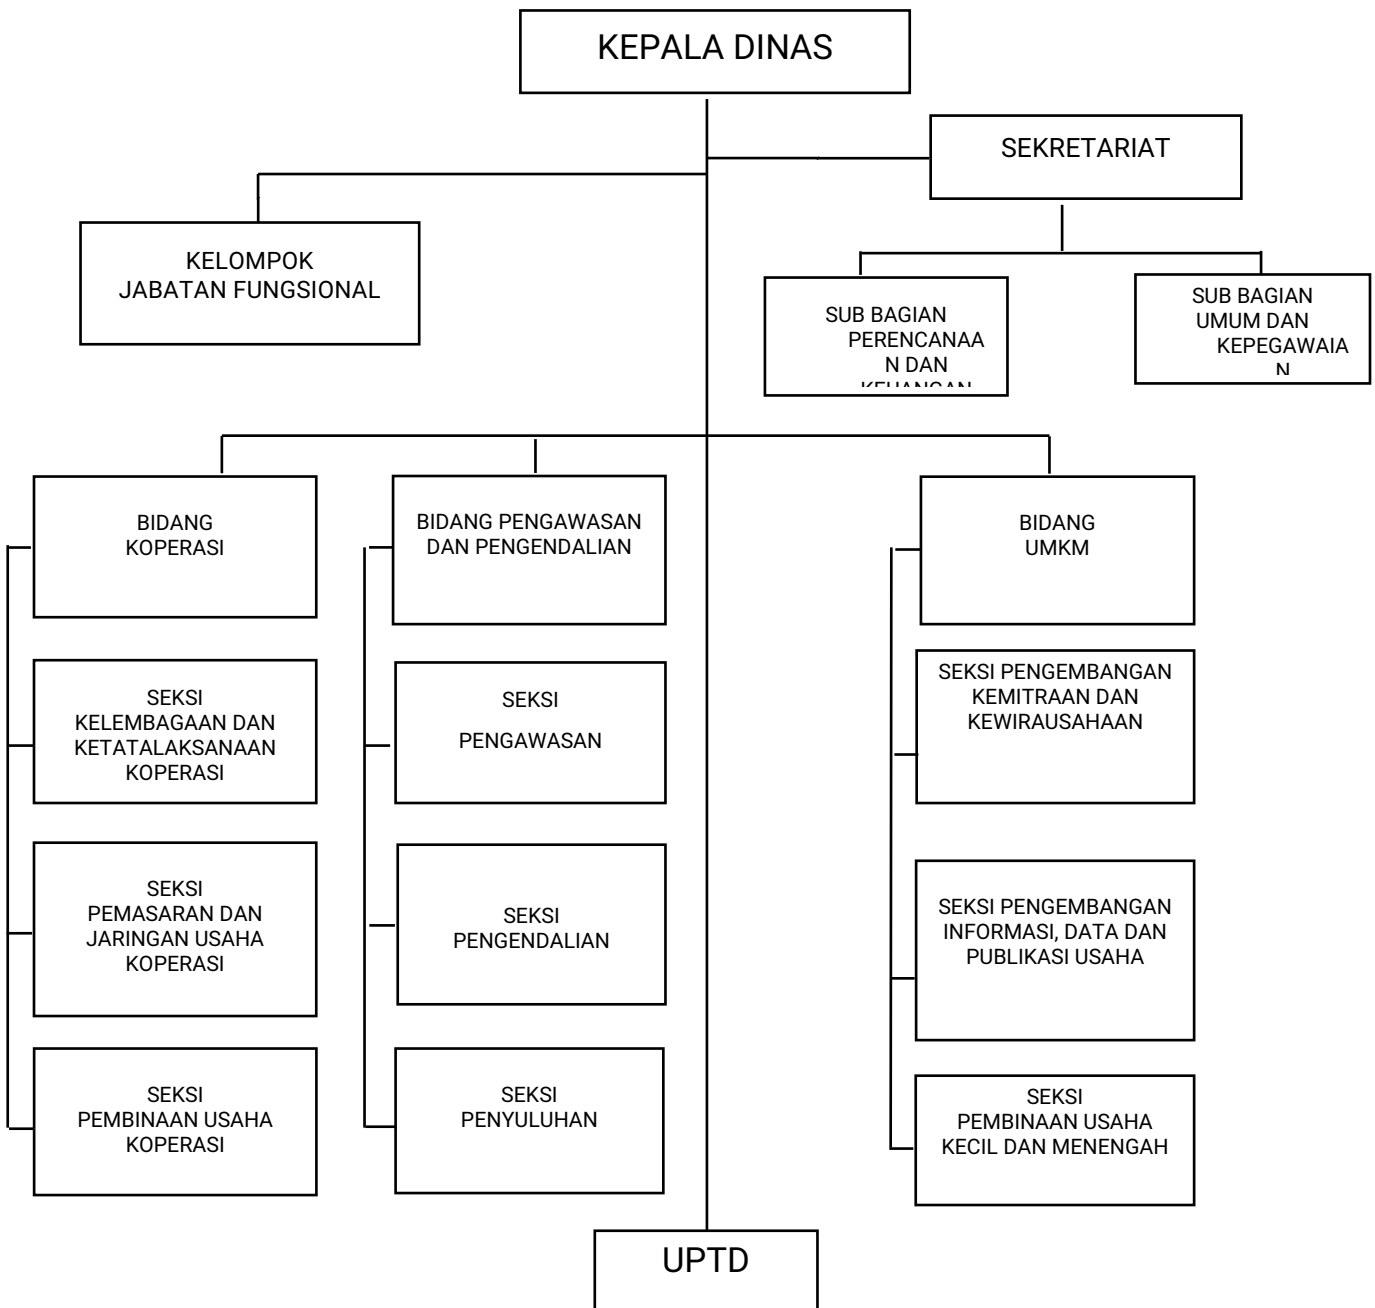 KEPALA DINAS
SEKRETARIAT
KELOMPOK
JABATAN FUNGSIONAL
SUB BAGIAN
PERENCANAA
N DAN
KEUANGAN
SUB BAGIAN
UMUM DAN
KEPEGAWAIA
N
BIDANG
KOPERASI
BIDANG PENGAWASAN
DAN PENGENDALIAN
BIDANG
UMKM
SEKSI
KELEMBAGAAN DAN
KETATALAKSANAAN
KOPERASI
SEKSI
PENGAWASAN
SEKSI PENGEMBANGAN
KEMITRAAN DAN
KEWIRAUSAHAAN
SEKSI
PEMASARAN DAN
JARINGAN USAHA
KOPERASI
SEKSI
PENGENDALIAN
SEKSI PENGEMBANGAN
INFORMASI, DATA DAN
PUBLIKASI USAHA
SEKSI
PEMBINAAN USAHA
KOPERASI
SEKSI
PENYULUHAN
SEKSI
PEMBINAAN USAHA
KECIL DAN MENENGAH
UPTD